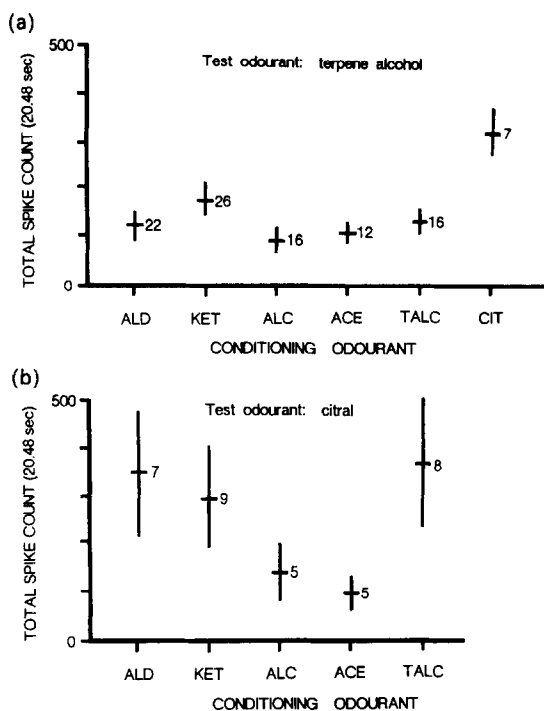 (a)
500
Test odourant: terpene alcohol
TOTAL SPIKE COUNT (20.48 sec)
7
26
22
16
12
16
0
ALD KET ALC ACE TALC CIT
CONDITIONING ODOURANT
(b)
500
Test odourant: citral
TOTAL SPIKE COUNT (20.48 sec)
7
9
5
5
8
0
ALD KET ALC ACE TALC
CONDITIONING ODOURANT